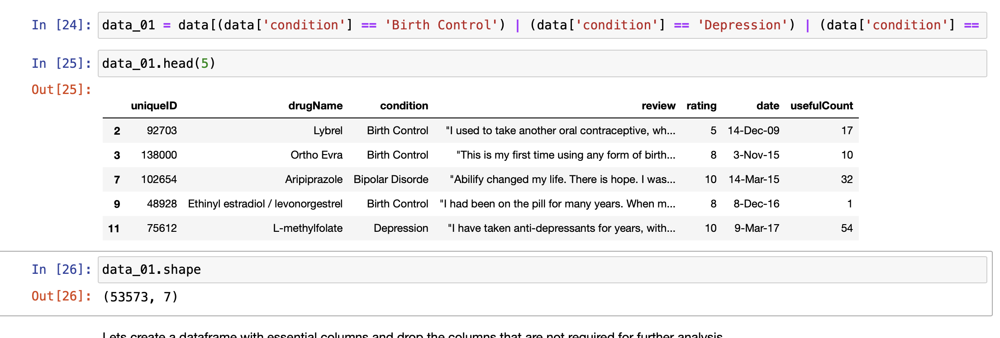 In [24]: data_01 = data[(data['condition'] == 'Birth Control') | (data['condition'] == 'Depression') | (data['condition'] ==
In [25]: data_01.head(5)
Out[25]:
uniqueID drugName condition review rating date usefulCount
2 92703 Lybrel Birth Control "I used to take another oral contraceptive, wh... 5 14-Dec-09 17
3 138000 Ortho Evra Birth Control "This is my first time using any form of birth... 8 3-Nov-15 10
7 102654 Aripiprazole Bipolar Disorde "Abilify changed my life. There is hope. I was... 10 14-Mar-15 32
9 48928 Ethinyl estradiol / levonorgestrel Birth Control "I had been on the pill for many years. When m... 8 8-Dec-16 1
11 75612 L-methylfolate Depression "I have taken anti-depressants for years, with... 10 9-Mar-17 54
In [26]: data_01.shape
Out[26]: (53573, 7)
Lets create a dataframe with essential columns and drop the columns that are not required for further analysis